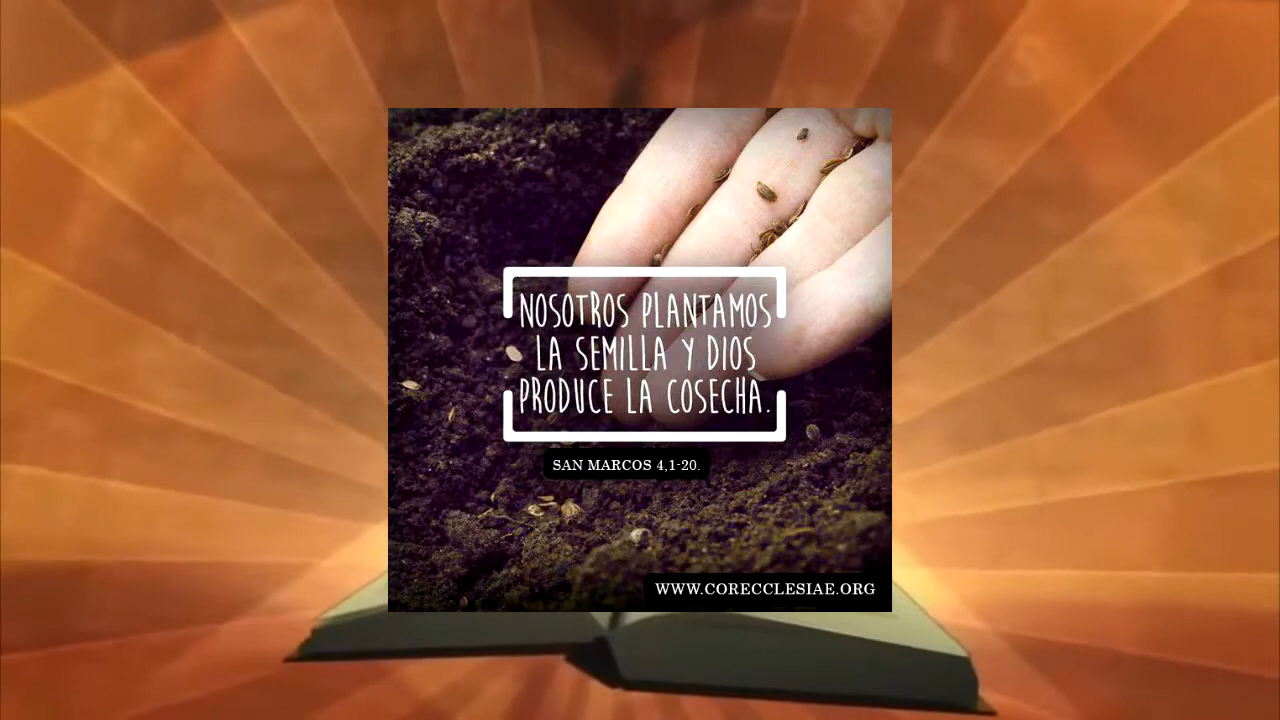 NOSOTROS PLANTAMOS
LA SEMILLA Y DIOS
PRODUCE LA COSECHA.
SAN MARCOS 4,1-20.
WWW.CORECCLESIAE.ORG